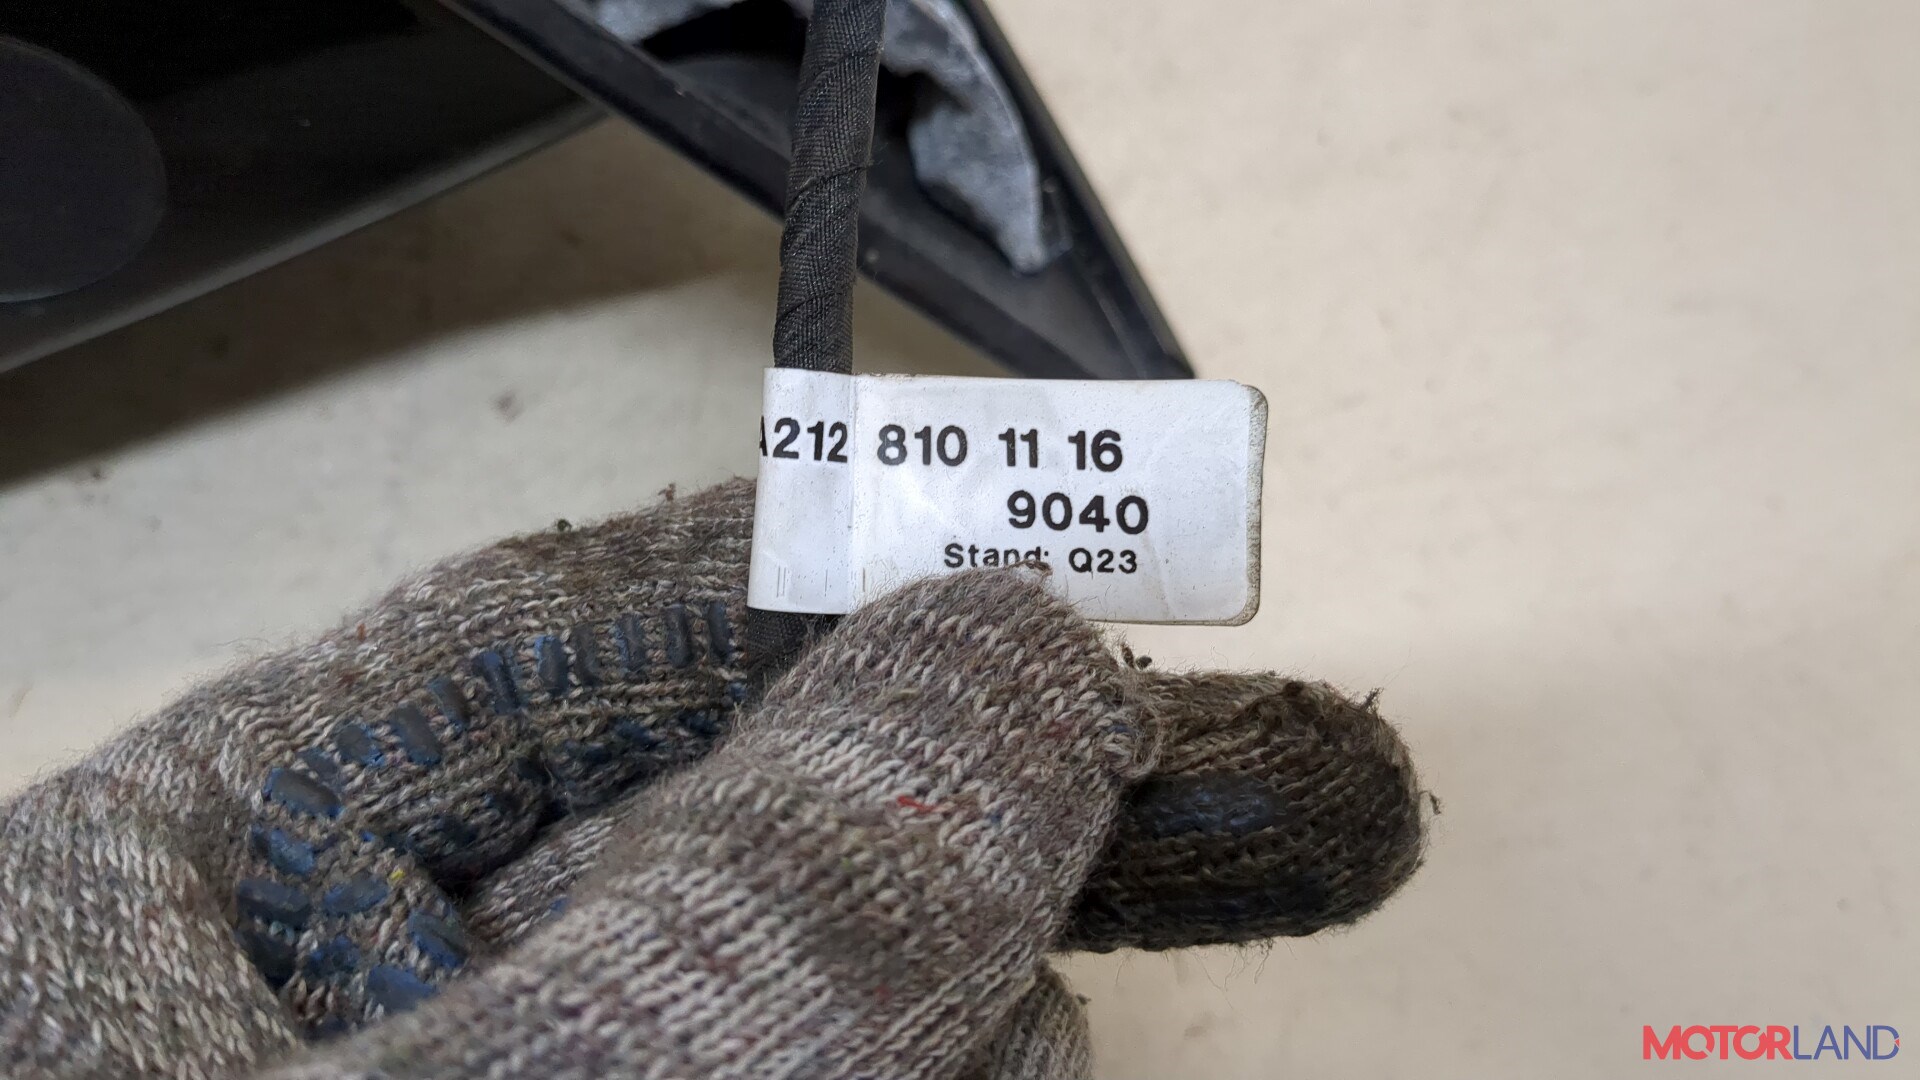 A212 810 11 16
9040
Stand: Q23
MOTORLAND